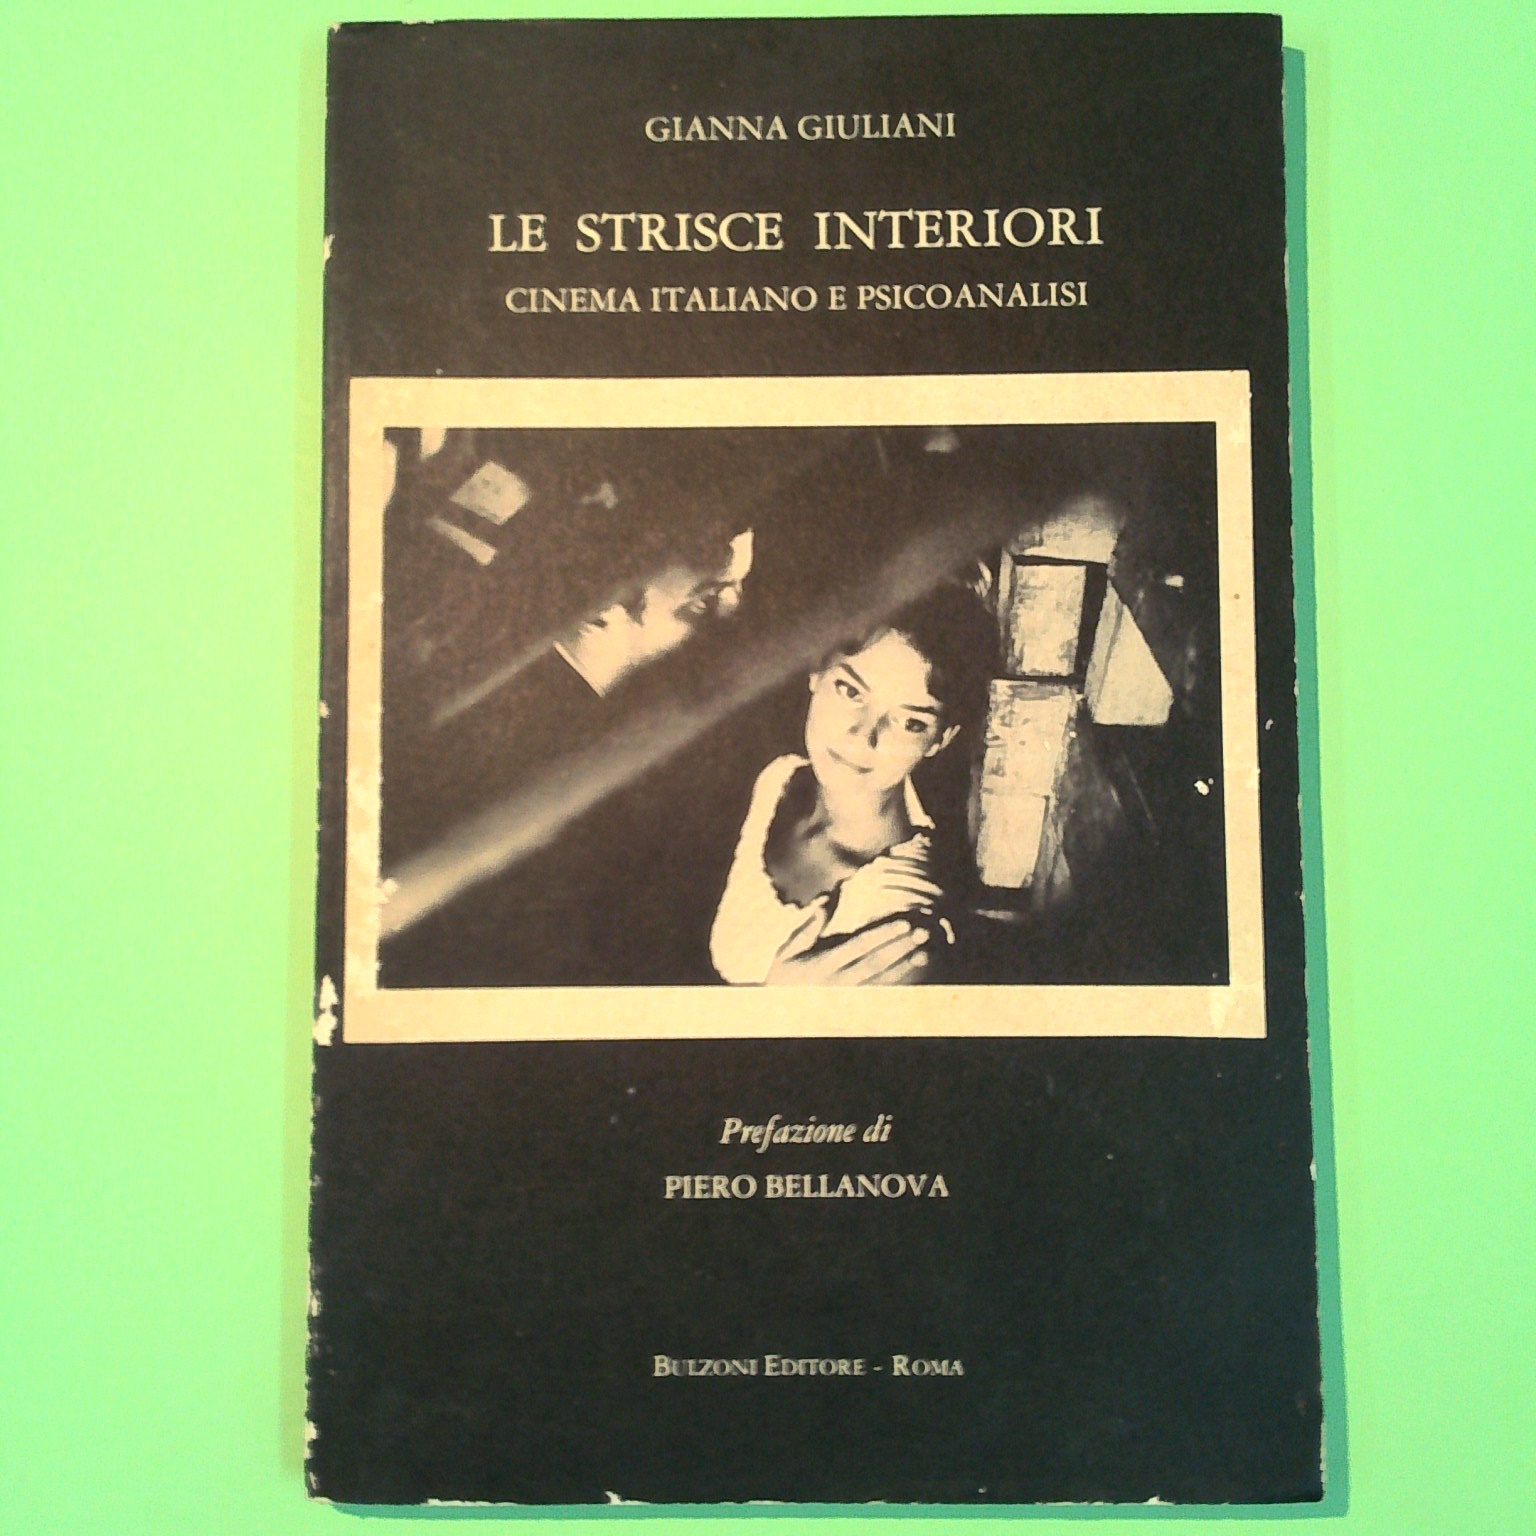 GIANNA GIULIANI
LE STRISCE INTERIORI
CINEMA ITALIANO E PSICOANALISI
Prefazione di
PIERO BELLANOVA
BULZONI EDITORE - ROMA